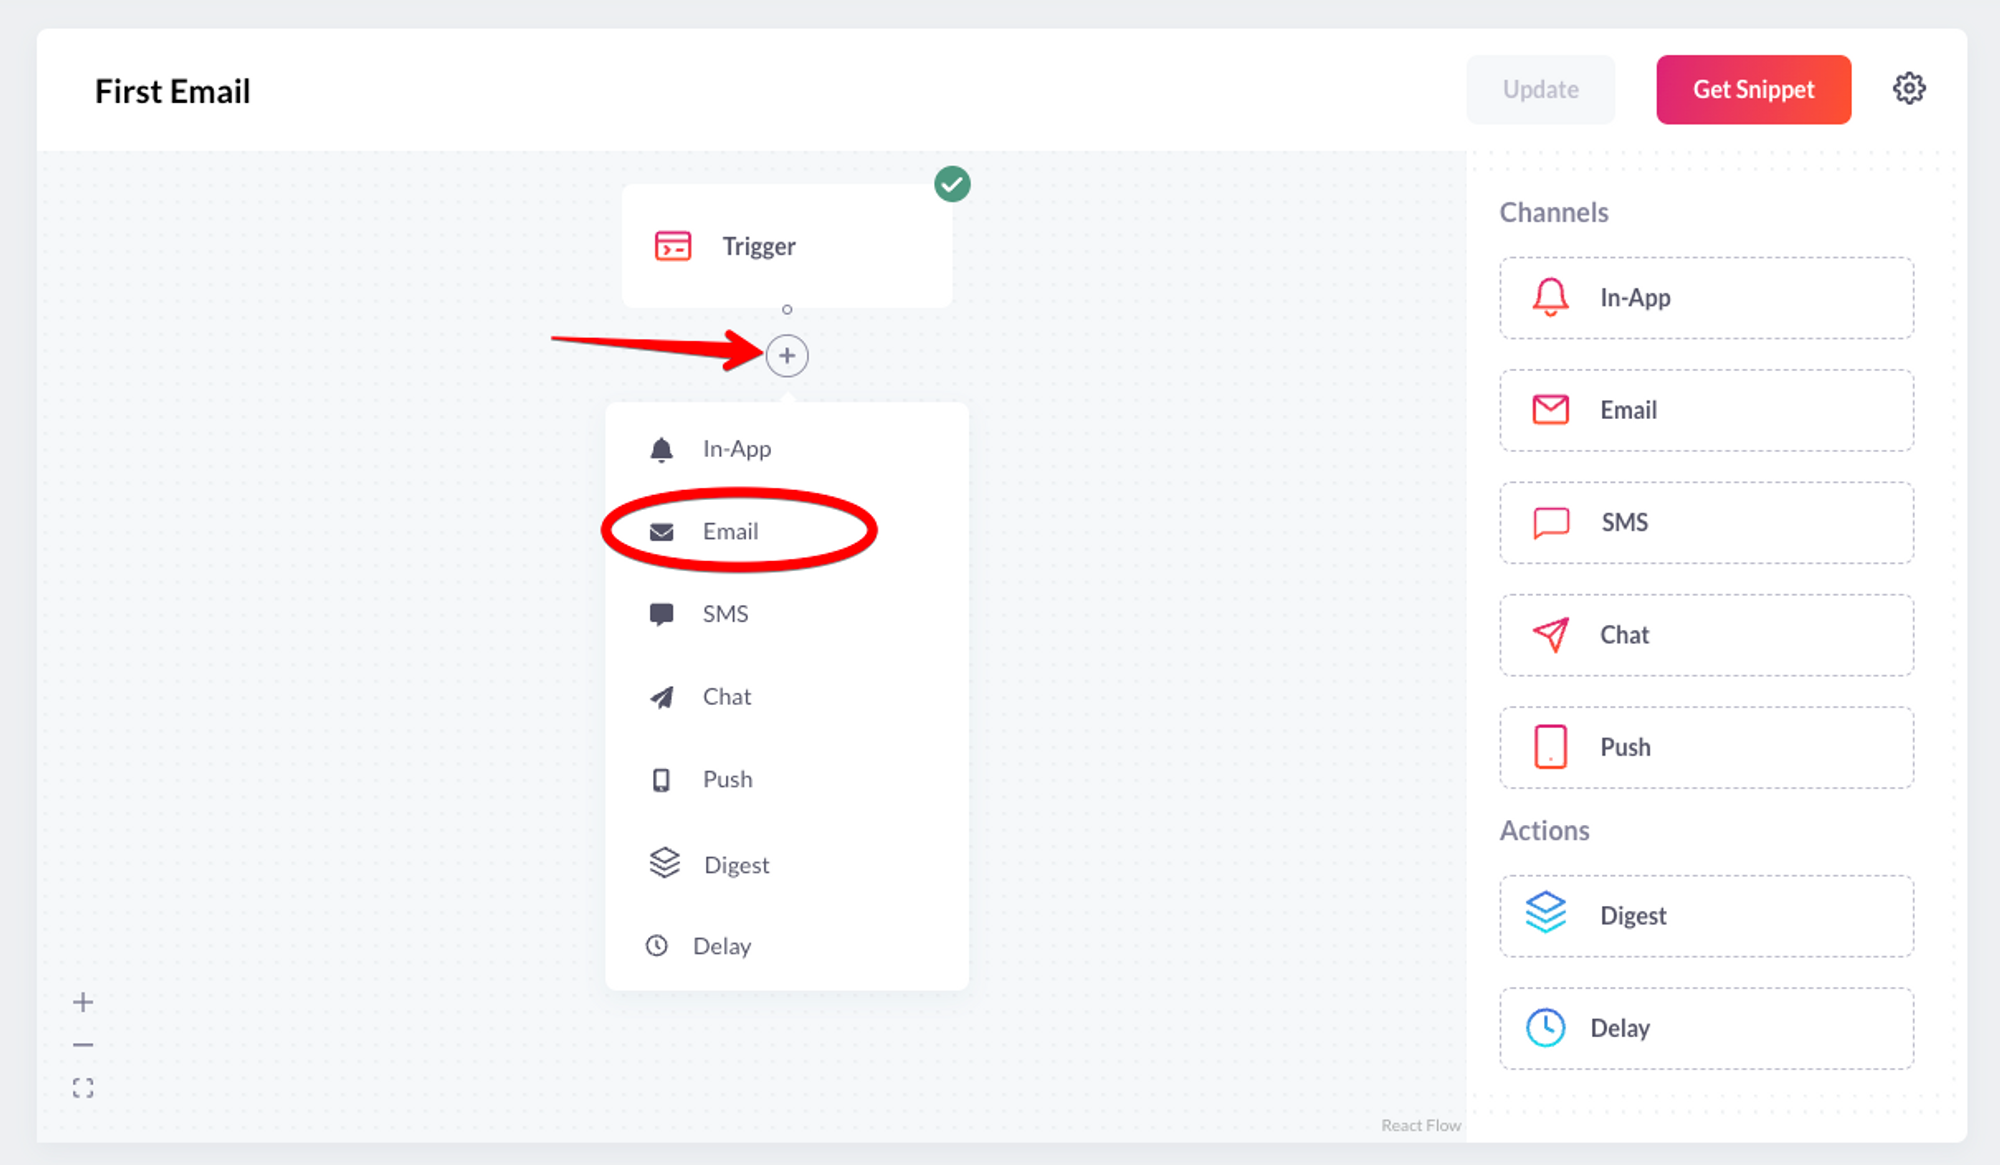 First Email
Update
Get Snippet
Trigger
In-App
Email
SMS
Chat
Push
Digest
Delay
Channels
In-App
Email
SMS
Chat
Push
Actions
Digest
Delay
React Flow